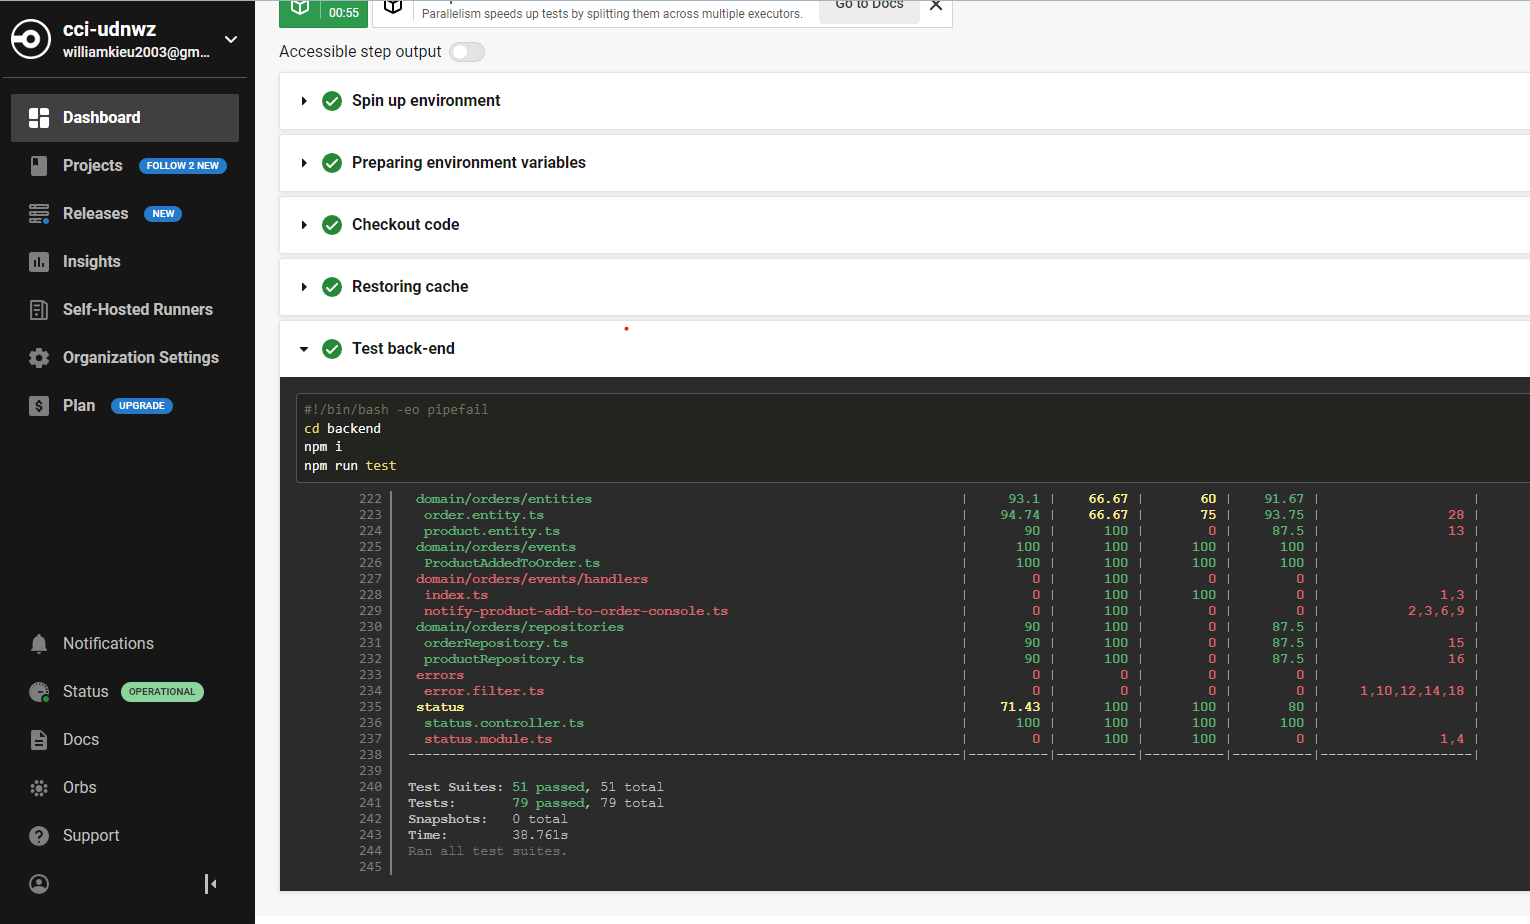 cci-udnwz
williamkieu2003@gm...
Dashboard
Projects FOLLOW 2 NEW
Releases NEW
Insights
Self-Hosted Runners
Organization Settings
Plan UPGRADE
Notifications
Status OPERATIONAL
Docs
Orbs
Support
00:55
Parallelism speeds up tests by splitting them across multiple executors.
Go to Docs
Accessible step output
Spin up environment
Preparing environment variables
Checkout code
Restoring cache
Test back-end
#!/bin/bash -eo pipefail
cd backend
npm i
npm run test
222 domain/orders/entities | 93.1 | 66.67 | 60 | 91.67 | |
223 order.entity.ts | 94.74 | 66.67 | 75 | 93.75 | 28 |
224 product.entity.ts | 90 | 100 | 0 | 87.5 | 13 |
225 domain/orders/events | 100 | 100 | 100 | 100 | |
226 ProductAddedToOrder.ts | 100 | 100 | 100 | 100 | |
227 domain/orders/events/handlers | 0 | 100 | 0 | 0 | |
228 index.ts | 0 | 100 | 100 | 0 | 1,3 |
229 notify-product-add-to-order-console.ts | 0 | 100 | 0 | 0 | 2,3,6,9 |
230 domain/orders/repositories | 90 | 100 | 0 | 87.5 | |
231 orderRepository.ts | 90 | 100 | 0 | 87.5 | 15 |
232 productRepository.ts | 90 | 100 | 0 | 87.5 | 16 |
233 errors | 0 | 0 | 0 | 0 | |
234 error.filter.ts | 0 | 0 | 0 | 0 | 1,10,12,14,18 |
235 status | 71.43 | 100 | 100 | 80 | |
236 status.controller.ts | 100 | 100 | 100 | 100 | |
237 status.module.ts | 0 | 100 | 100 | 0 | 1,4 |
238 ---------------------------------------------------------------------|----------|----------|----------|----------|-------------------|
239
240 Test Suites: 51 passed, 51 total
241 Tests: 79 passed, 79 total
242 Snapshots: 0 total
243 Time: 38.761s
244 Ran all test suites.
245